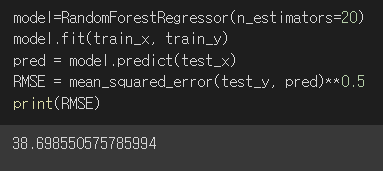 model=RandomForestRegressor(n_estimators=20)
model.fit(train_x, train_y)
pred = model.predict(test_x)
RMSE = mean_squared_error(test_y, pred)**0.5
print(RMSE)
38.698550575785994